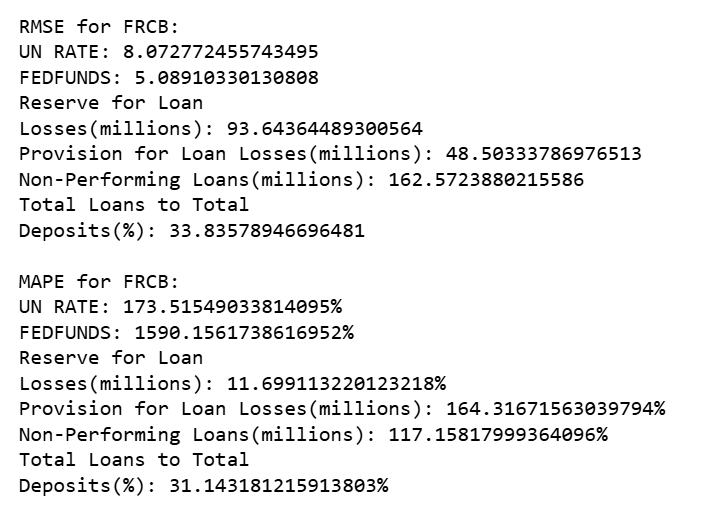 RMSE for FRCB:
UN RATE: 8.072772455743495
FEDFUNDS: 5.08910330130808
Reserve for Loan
Losses(millions): 93.64364489300564
Provision for Loan Losses(millions): 48.50333786976513
Non-Performing Loans(millions): 162.5723880215586
Total Loans to Total
Deposits(%): 33.83578946696481

MAPE for FRCB:
UN RATE: 173.51549033814095%
FEDFUNDS: 1590.1561738616952%
Reserve for Loan
Losses(millions): 11.699113220123218%
Provision for Loan Losses(millions): 164.31671563039794%
Non-Performing Loans(millions): 117.15817999364096%
Total Loans to Total
Deposits(%): 31.143181215913803%